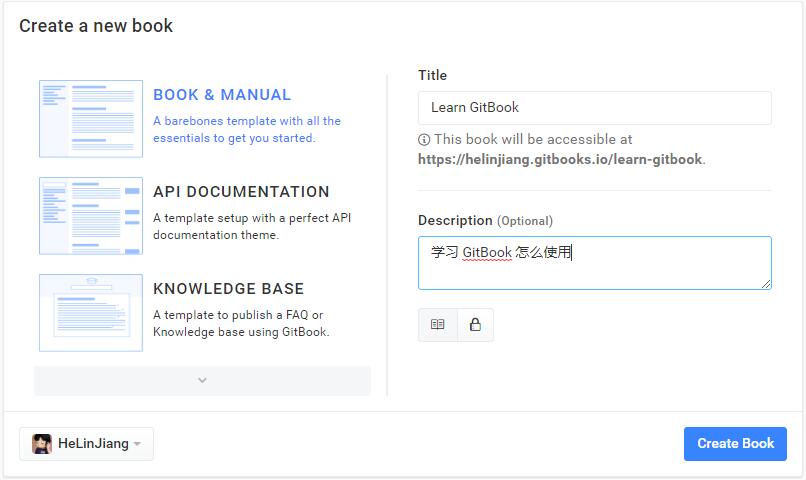 Create a new book
BOOK & MANUAL
A barebones template with all the
essentials to get you started.
API DOCUMENTATION
A template setup with a perfect API
documentation theme.
KNOWLEDGE BASE
A template to publish a FAQ or
Knowledge base using GitBook.
Title
Learn GitBook
This book will be accessible at
https://helinjiang.gitbooks.io/learn-gitbook.
Description (Optional)
学习 GitBook 怎么使用
HeLinJiang
Create Book